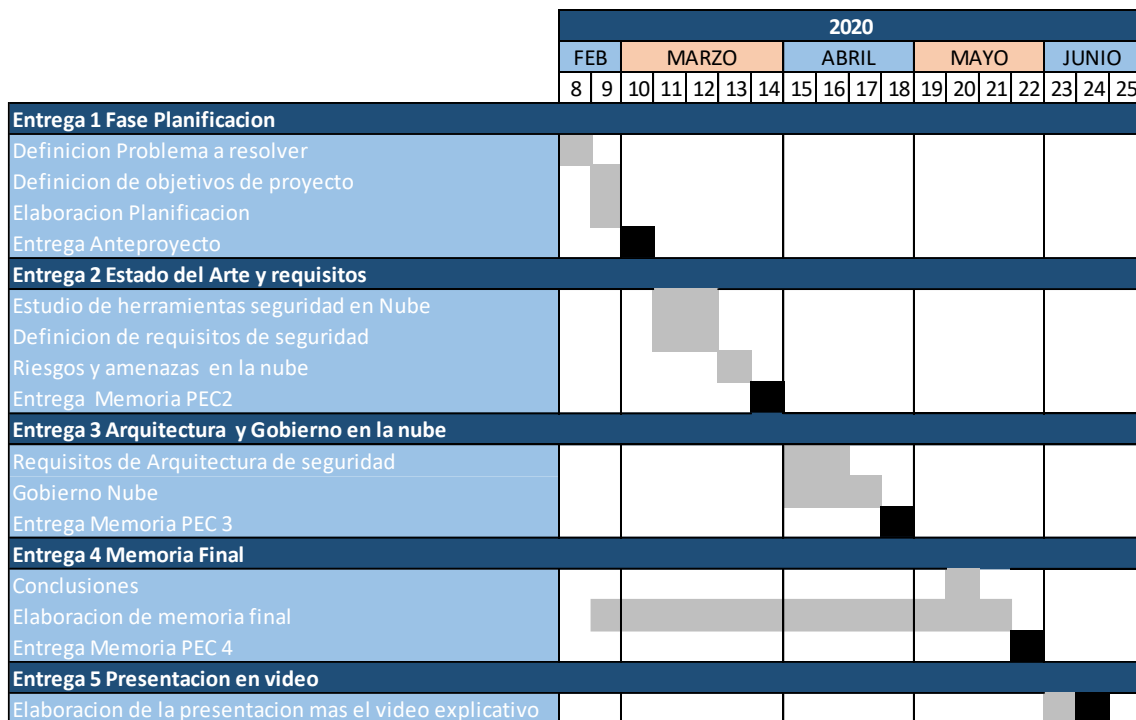 2020
FEB MARZO ABRIL MAYO JUNIO
8 9 10 11 12 13 14 15 16 17 18 19 20 21 22 23 24 25
Entrega 1 Fase Planificacion
Definicion Problema a resolver
Definicion de objetivos de proyecto
Elaboracion Planificacion
Entrega Anteproyecto
Entrega 2 Estado del Arte y requisitos
Estudio de herramientas seguridad en Nube
Definicion de requisitos de seguridad
Riesgos y amenazas en la nube
Entrega Memoria PEC2
Entrega 3 Arquitectura y Gobierno en la nube
Requisitos de Arquitectura de seguridad
Gobierno Nube
Entrega Memoria PEC 3
Entrega 4 Memoria Final
Conclusiones
Elaboracion de memoria final
Entrega Memoria PEC 4
Entrega 5 Presentacion en video
Elaboracion de la presentacion mas el video explicativo